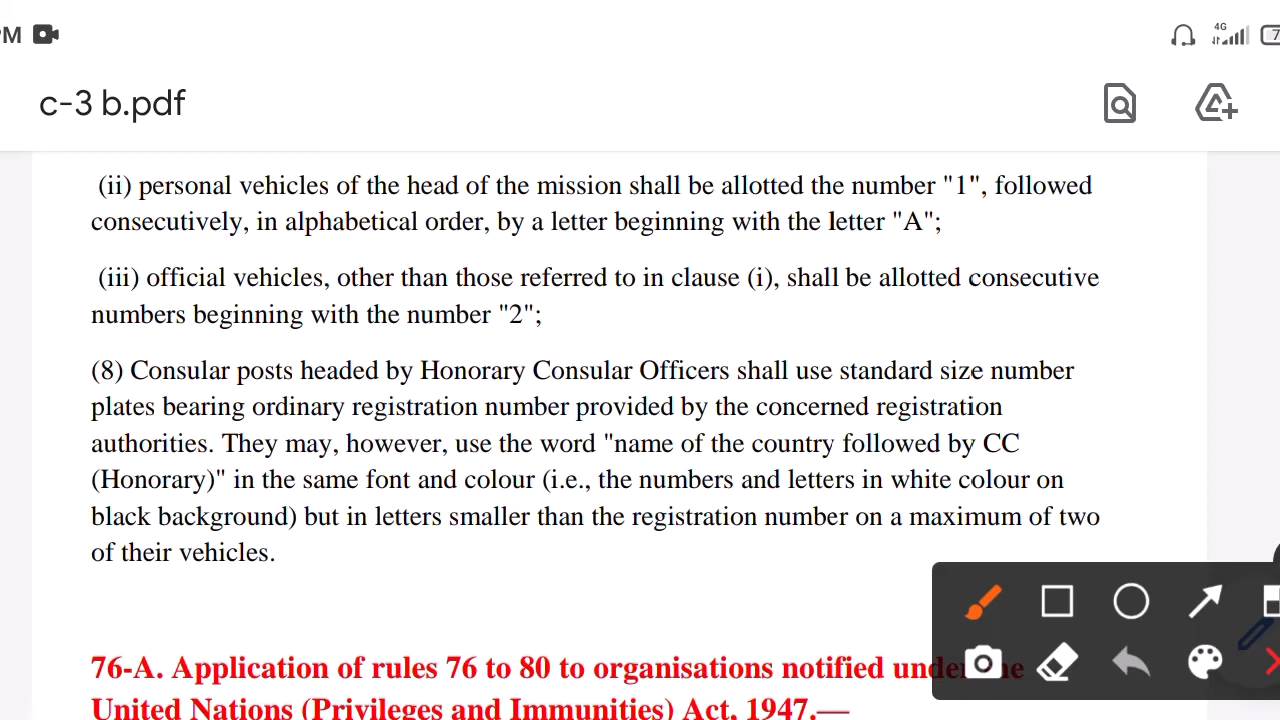 PM
4G
7
c-3 b.pdf
(ii) personal vehicles of the head of the mission shall be allotted the number "1", followed
consecutively, in alphabetical order, by a letter beginning with the letter "A";
(iii) official vehicles, other than those referred to in clause (i), shall be allotted consecutive
numbers beginning with the number "2";
(8) Consular posts headed by Honorary Consular Officers shall use standard size number
plates bearing ordinary registration number provided by the concerned registration
authorities. They may, however, use the word "name of the country followed by CC
(Honorary)" in the same font and colour (i.e., the numbers and letters in white colour on
black background) but in letters smaller than the registration number on a maximum of two
of their vehicles.
76-A. Application of rules 76 to 80 to organisations notified under the
United Nations (Privileges and Immunities) Act, 1947.—